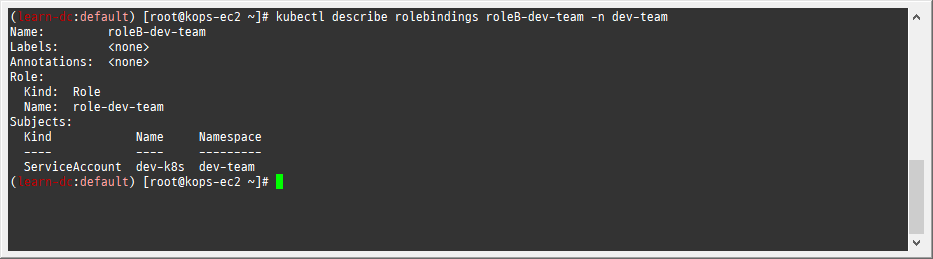 (learn-dr:default) [root@kops-ec2 ~]# kubectl describe rolebindings roleB-dev-team -n dev-team
Name:         roleB-dev-team
Labels:       <none>
Annotations:  <none>
Role:
  Kind:  Role
  Name:  role-dev-team
Subjects:
  Kind            Name     Namespace
  ----            ----     ---------
  ServiceAccount  dev-k8s  dev-team
(learn-dr:default) [root@kops-ec2 ~]#